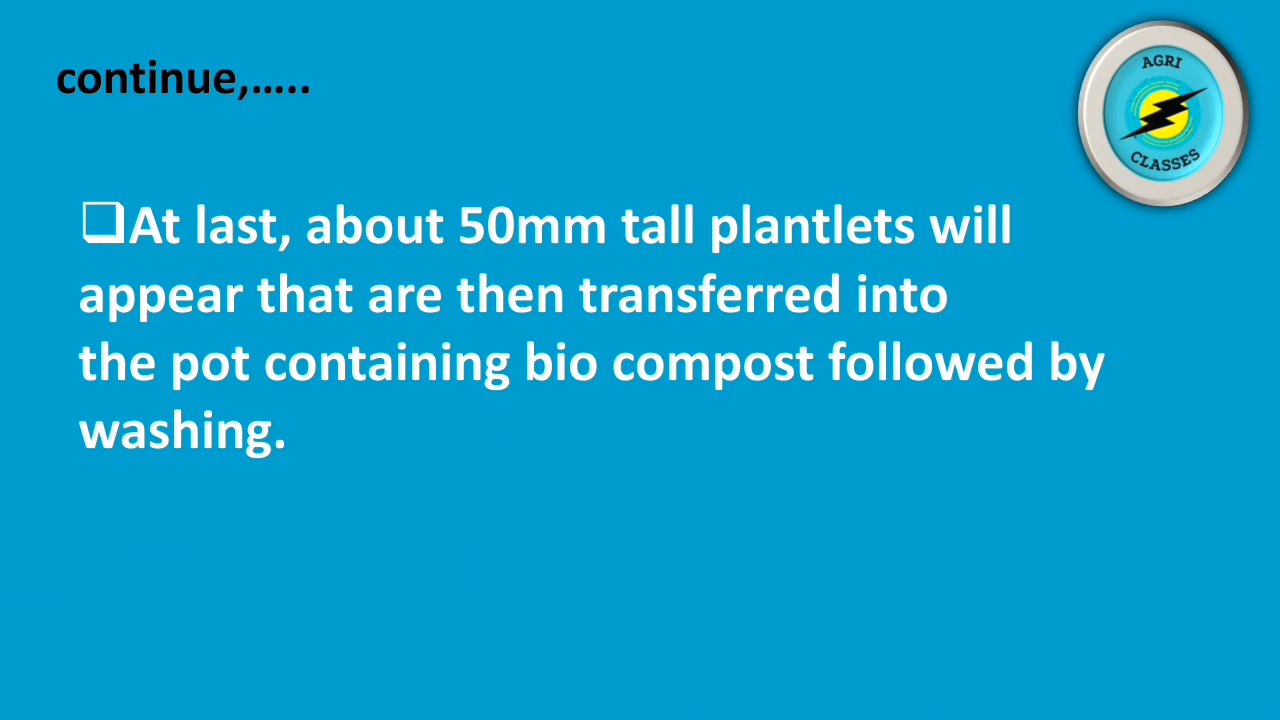 continue,.....
AGRI
CLASSES
❑At last, about 50mm tall plantlets will
appear that are then transferred into
the pot containing bio compost followed by
washing.